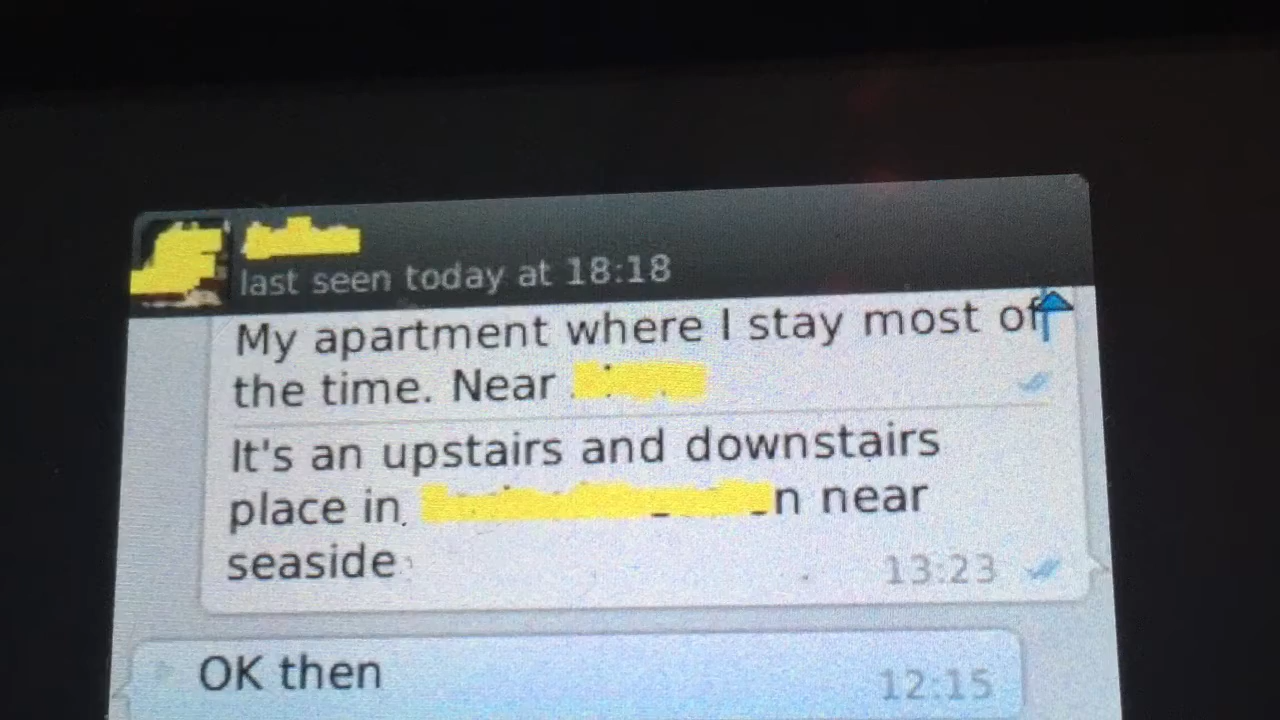 last seen today at 18:18
My apartment where I stay most of
the time. Near
It's an upstairs and downstairs
place in n near
seaside
13:23
OK then
12:15